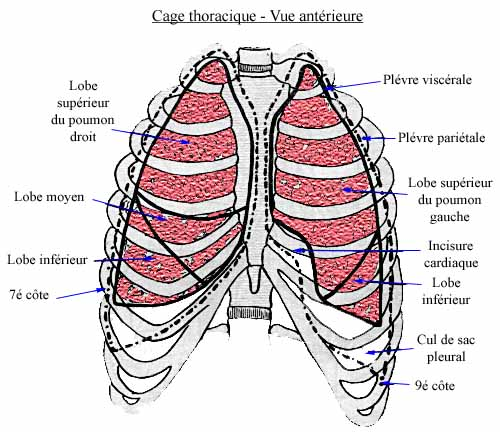 Cage thoracique - Vue antérieure
Lobe
supérieur
du poumon
droit
Lobe moyen
Lobe inférieur
7é côte
Plévre viscérale
Plévre pariétale
Lobe supérieur
du poumon
gauche
Incisure
cardiaque
Lobe
inférieur
Cul de sac
pleural
9é côte